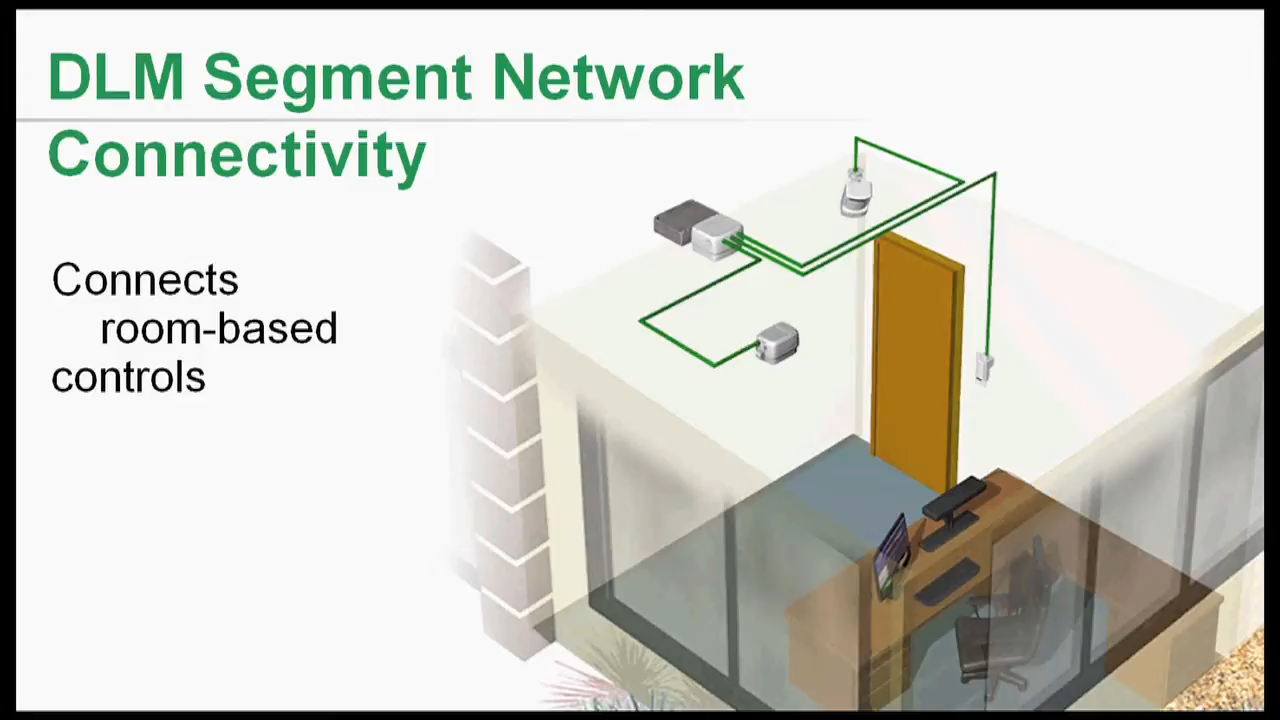 DLM Segment Network
Connectivity
Connects
room-based
controls